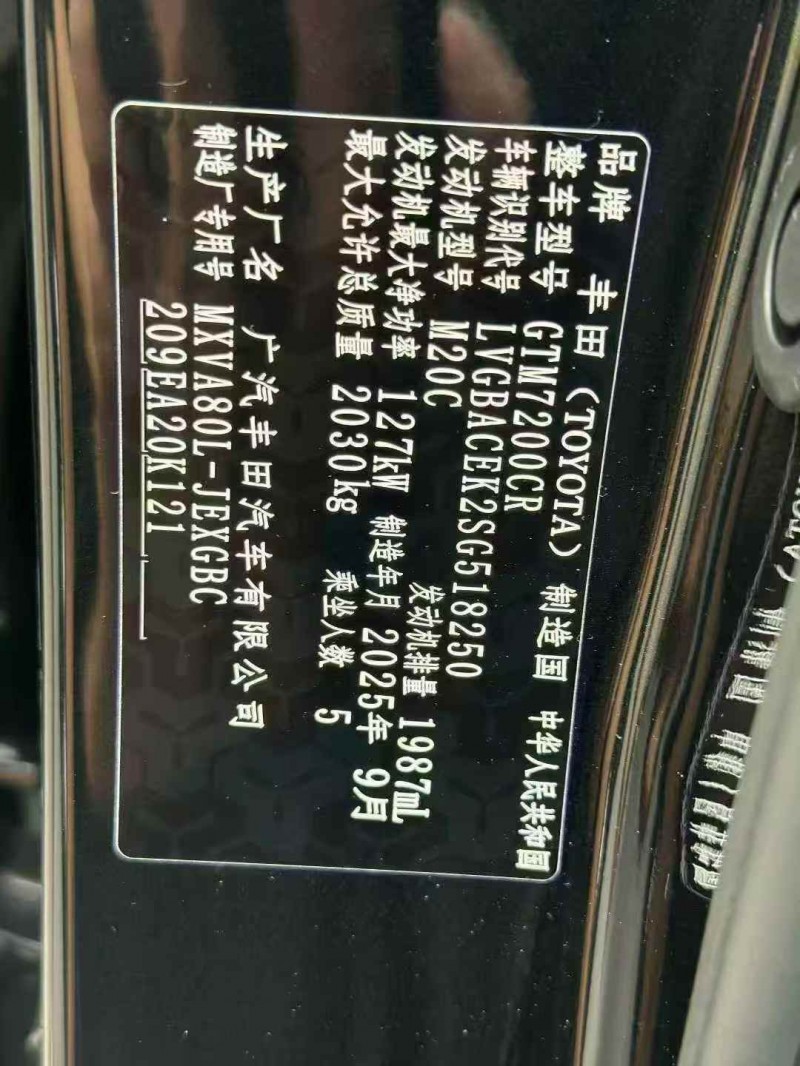 品牌 丰田 (TOYOTA) 制造国 中华人民共和国
整车型号 GTM7200CR
车辆识别代号 LVGBACEK2SG518250
发动机型号 M20C 发动机排量 1987mL
发动机最大净功率 127kW 制造年月 2025年 9月
最大允许总质量 2030kg 乘坐人数 5
生产厂名 广汽丰田汽车有限公司
制造厂专用号 MXVA80L-JEXGBC
209EA20K121